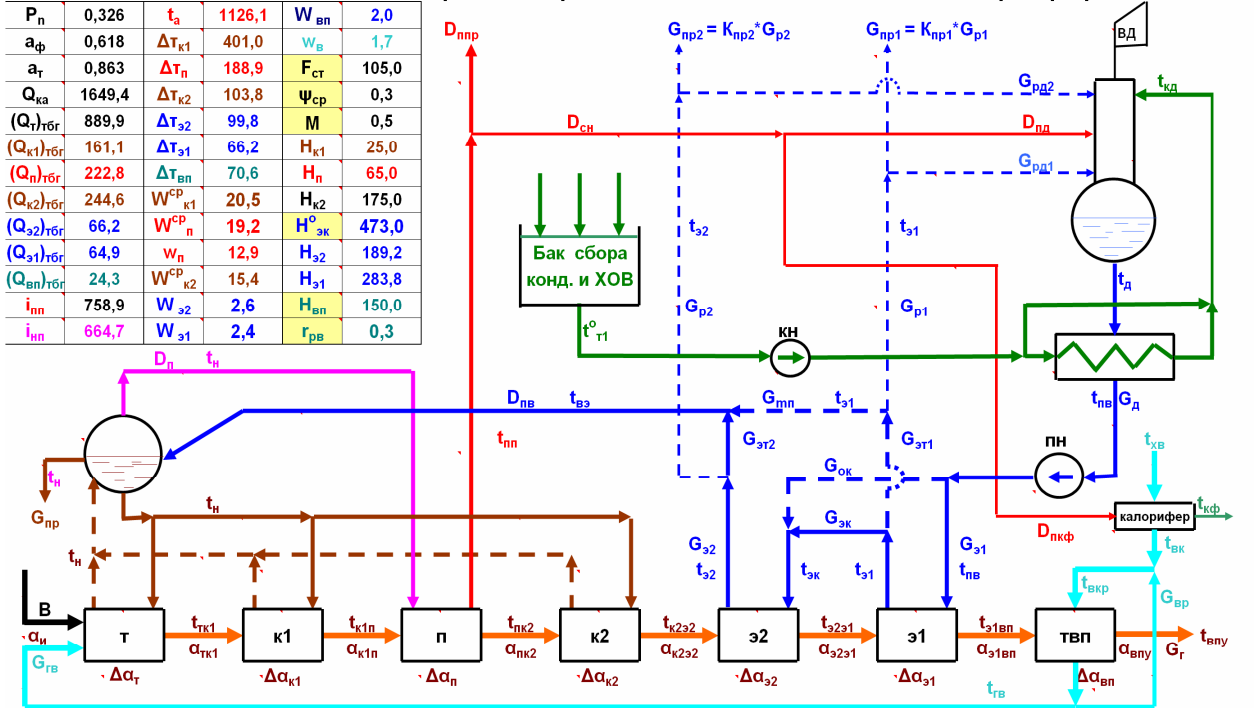 Pп 0,326 tа 1126,1 Wвп 2,0
aф 0,618 Δτк1 401,0 wв 1,7
aт 0,863 Δτп 188,9 Fст 105,0
Qка 1649,4 Δτк2 103,8 ψср 0,3
(Qт)тбг 889,9 Δτэ2 99,8 M 0,5
(Qк1)тбг 161,1 Δτэ1 66,2 Hк1 25,0
(Qп)тбг 222,8 Δτвп 70,6 Hп 65,0
(Qк2)тбг 244,6 Wсрк1 20,5 Hк2 175,0
(Qэ2)тбг 66,2 Wсрп 19,2 Hоэк 473,0
(Qэ1)тбг 64,9 wп 12,9 Hэ2 189,2
(Qвп)тбг 24,3 Wсрк2 15,4 Hэ1 283,8
iпп 758,9 Wэ2 2,6 Hвп 150,0
iнп 664,7 Wэ1 2,4 rрв 0,3
Dппр
Gпр2 = Kпр2*Gр2
Gпр1 = Kпр1*Gр1
ВД
Gрд2
tкд
Dсн
Dпд
Gрд1
tэ2
tэ1
Бак сбора
конд. и ХОВ
tд
Gр2
Gр1
tот1
кн
Dп tн
Dпв tвэ
Gmп tэ1
tпв Gд
tпп
Gэт2
Gэт1
пн
tхв
Gок
tн
tн
Gпр
Gэк
калорифер
tкф
Dпкф
tн
Gэ2
tэ2
tэк
tэ1
Gэ1
tпв
tвк
tвкр
Gвр
В
αи
Gгв
т
tтк1
αтк1
к1
tк1п
αк1п
п
tпк2
αпк2
к2
tк2э2
αк2э2
э2
tэ2э1
αэ2э1
э1
tэ1вп
αэ1вп
твп
αвпу
Gг
tвпу
Δαт
Δαк1
Δαп
Δαк2
Δαэ2
Δαэ1
Δαвп
tгв